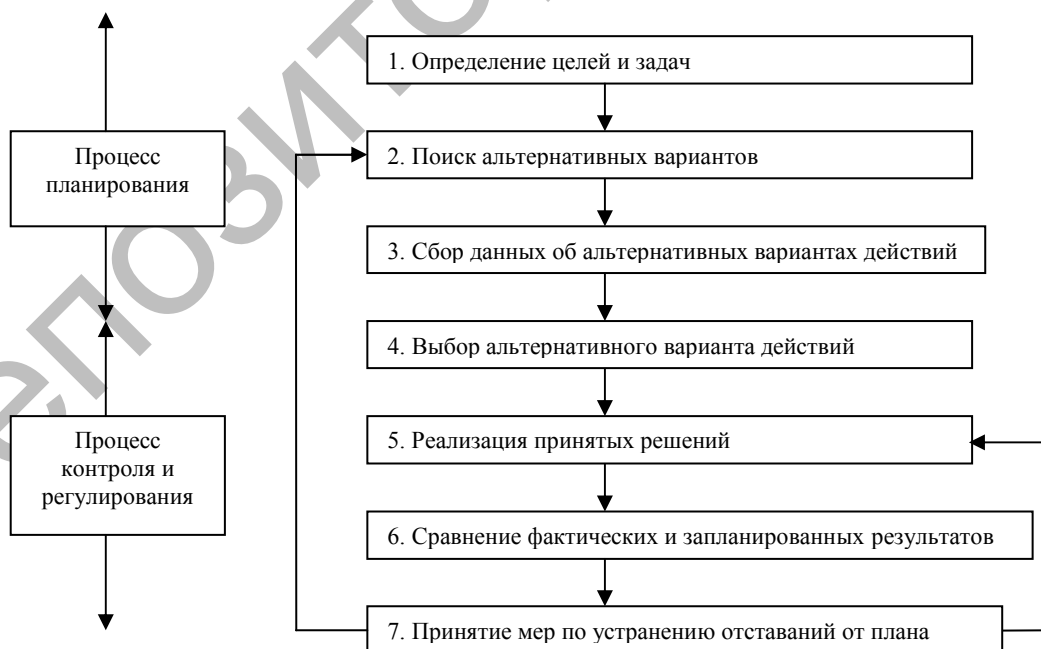 1. Определение целей и задач
Процесс
планирования
2. Поиск альтернативных вариантов
3. Сбор данных об альтернативных вариантах действий
4. Выбор альтернативного варианта действий
Процесс
контроля и
регулирования
5. Реализация принятых решений
6. Сравнение фактических и запланированных результатов
7. Принятие мер по устранению отставаний от плана